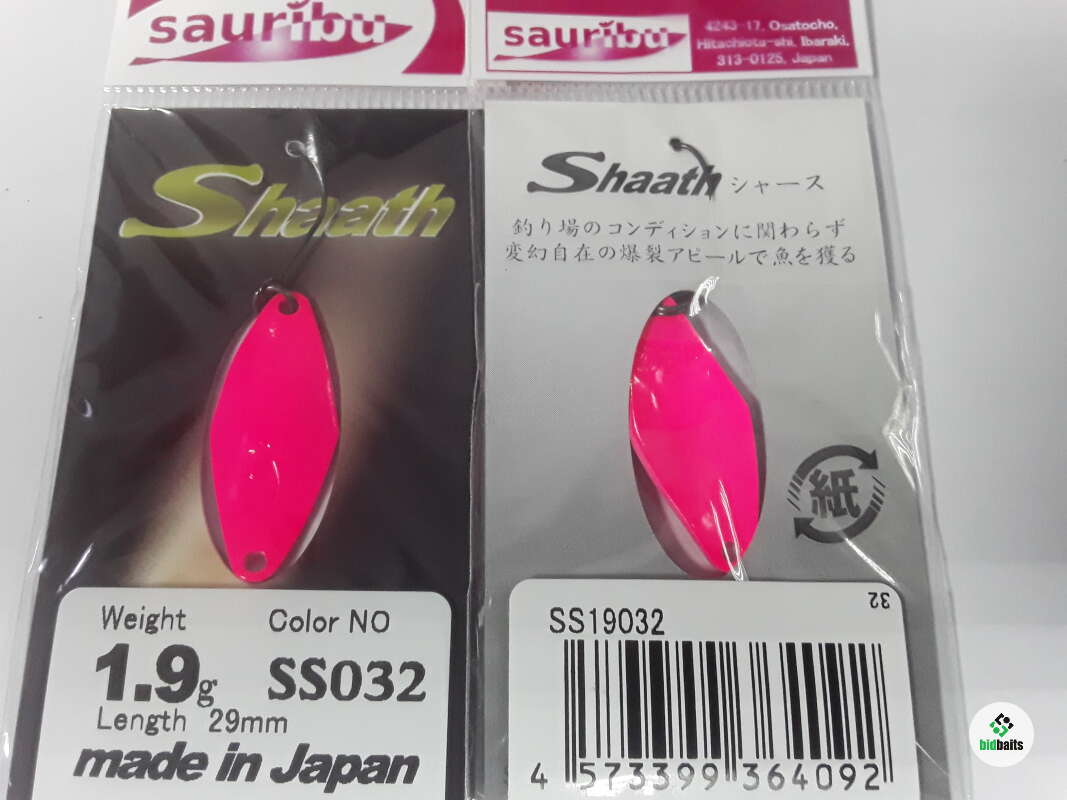 sauribu
Shaath
Weight
Color NO
1.9g
SS032
Length 29mm
made in Japan
sauribu
4243-17, Osatocho,
Hitachiota-shi, Ibaraki,
313-0125, Japan
Shaath シャース
釣り場のコンディションに関わらず
変幻自在の爆裂アピールで魚を獲る
紙
32
SS19032
4 573399 364092
bidbaits